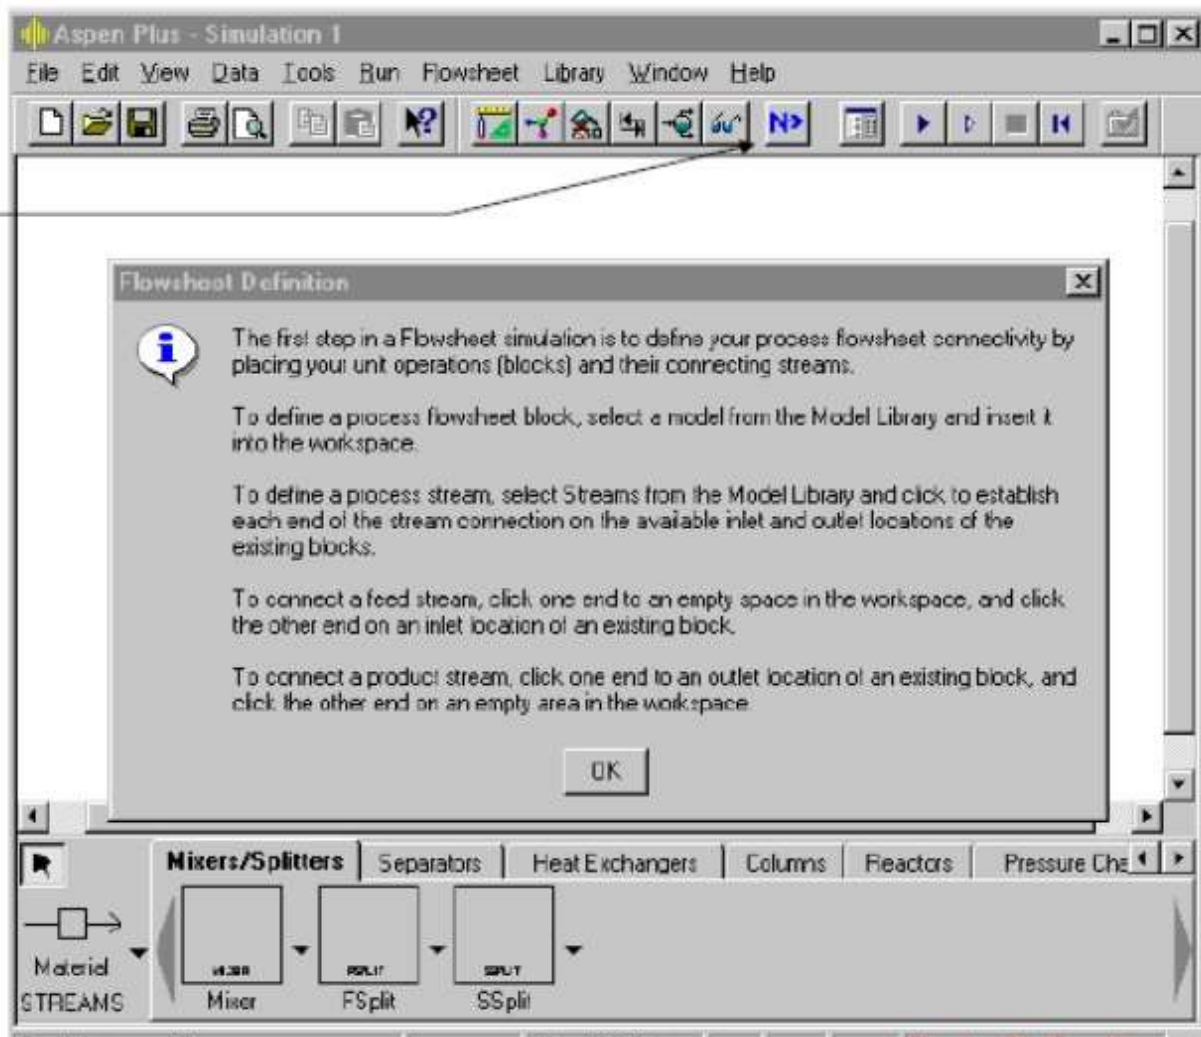 Aspen Plus - Simulation 1
File Edit View Data Tools Run Flowsheet Library Window Help
N>
Flowsheet Definition
The first step in a Flowsheet simulation is to define your process flowsheet connectivity by
placing your unit operations (blocks) and their connecting streams.
To define a process flowsheet block, select a model from the Model Library and insert it
into the workspace.
To define a process stream, select Streams from the Model Library and click to establish
each end of the stream connection on the available inlet and outlet locations of the
existing blocks.
To connect a feed stream, click one end to an empty space in the workspace, and click
the other end on an inlet location of an existing block.
To connect a product stream, click one end to an outlet location of an existing block, and
click the other end on an empty area in the workspace.
OK
Mixers/Splitters Separators Heat Exchangers Columns Reactors Pressure Cha
Material
STREAMS
MIXER FSPLIT SSPLIT
Mixer FSplit SSplit